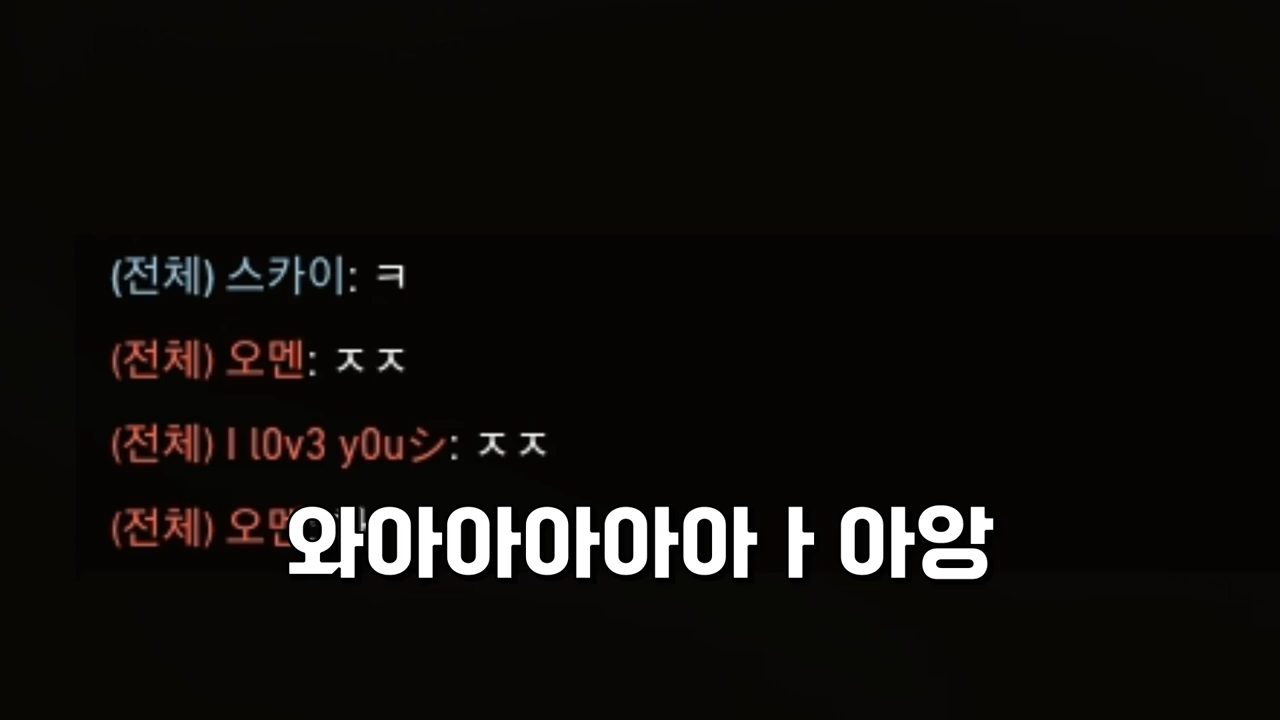 (전체) 스카이: ㅋ
(전체) 오멘: ㅈㅈ
(전체) I l0v3 y0uシ: ㅈㅈ
(전체) 오멘
와아아아아아ㅏ아앙